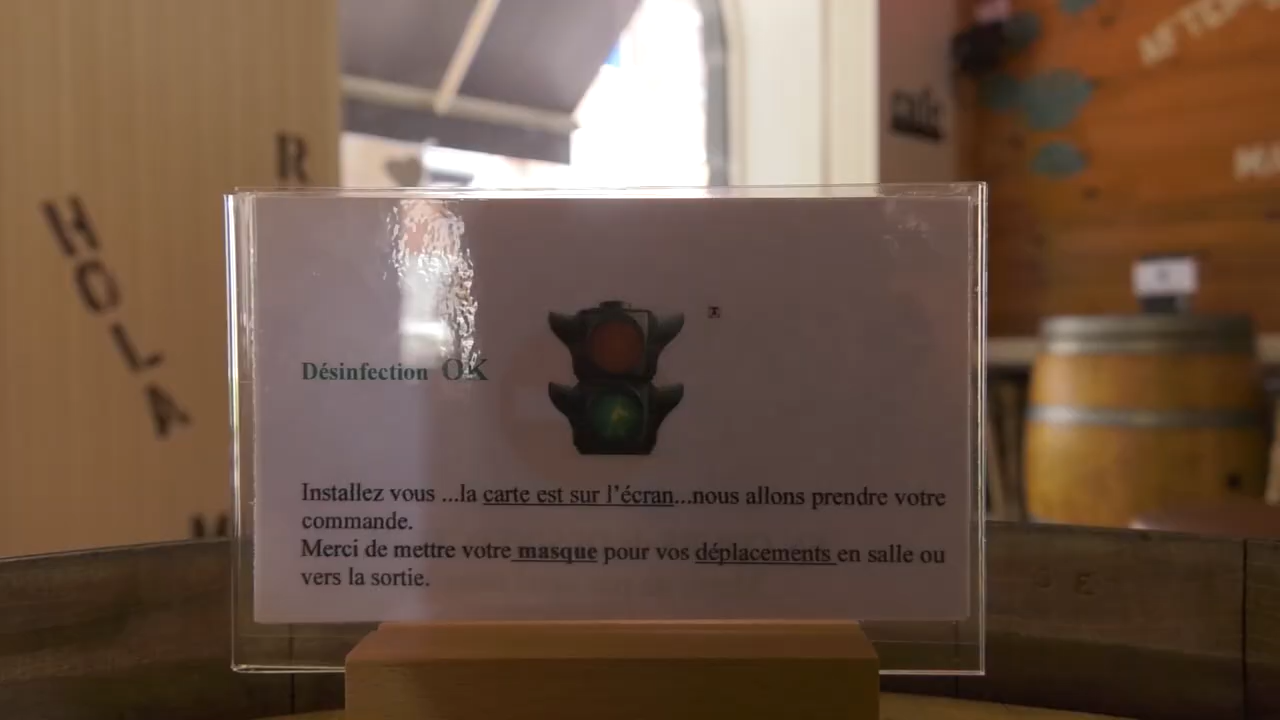 R
HOLA
Désinfection OK
Installez vous ...la carte est sur l'écran...nous allons prendre votre
commande.
Merci de mettre votre masque pour vos déplacements en salle ou
vers la sortie.